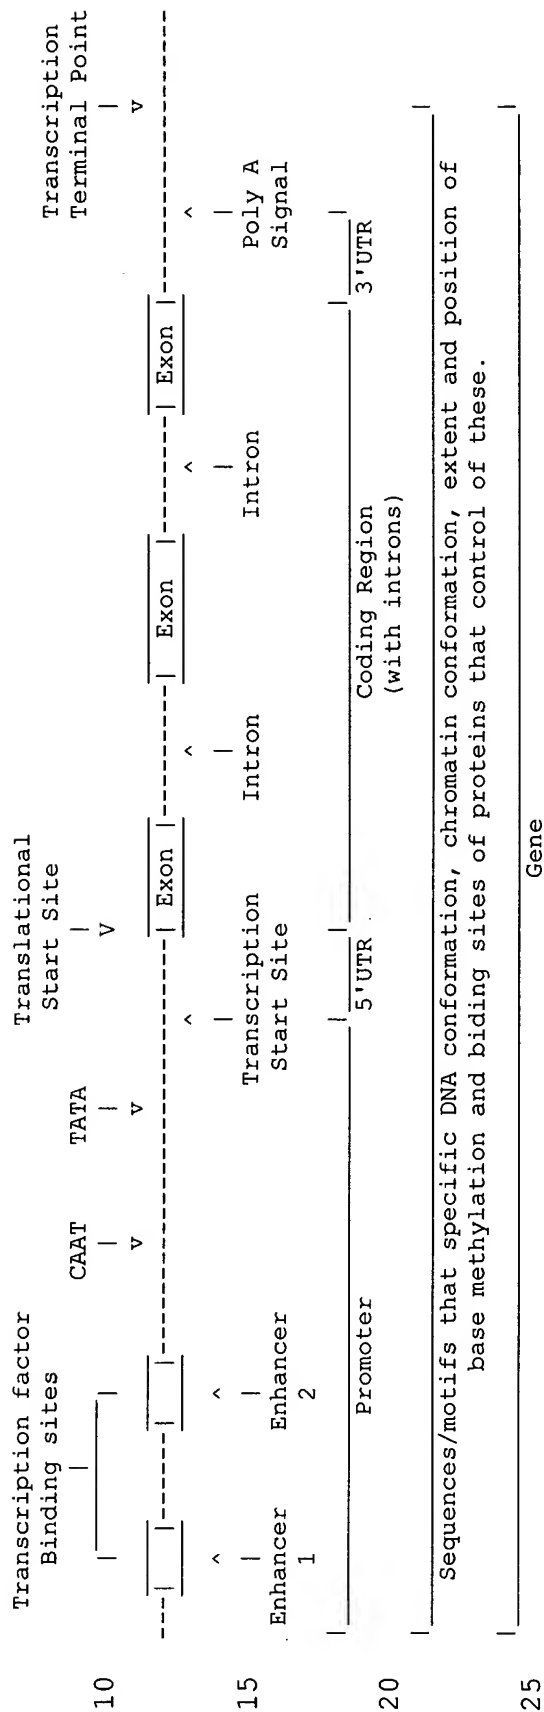 Transcription factor Translational Transcription
Binding sites CAAT TATA Start Site Terminal Point
10
Exon Exon Exon
15
Enhancer Enhancer Transcription Intron Intron Poly A
1 2 Start Site Signal
Promoter 5'UTR Coding Region 3'UTR
(with introns)
20
Sequences/motifs that specific DNA conformation, chromatin conformation, extent and position of
base methylation and biding sites of proteins that control of these.
25
Gene